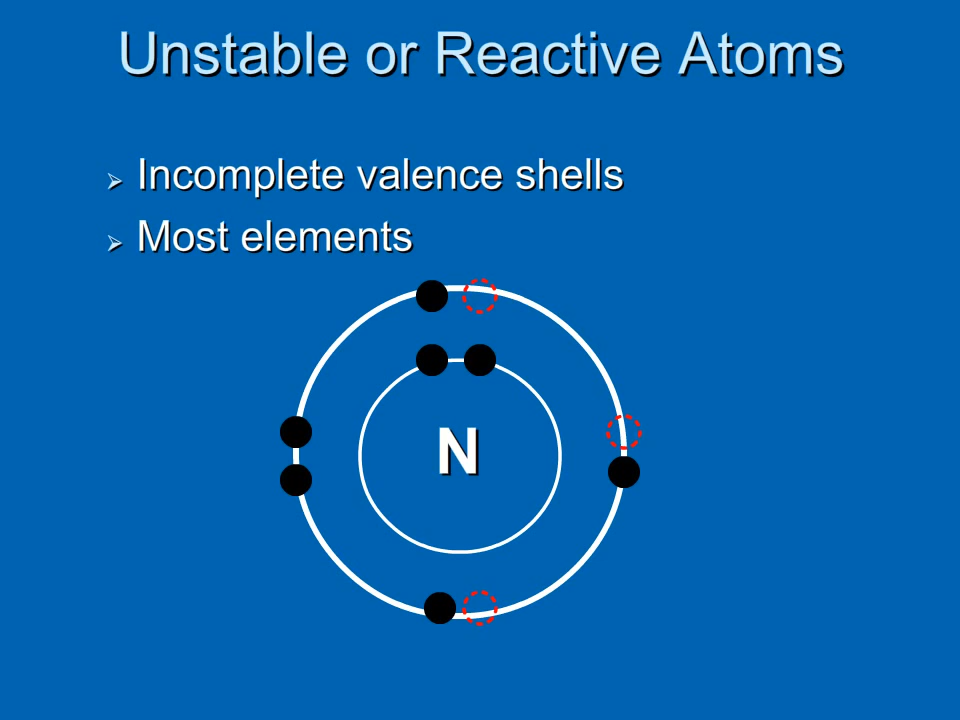 Unstable or Reactive Atoms
➢ Incomplete valence shells
➢ Most elements
N